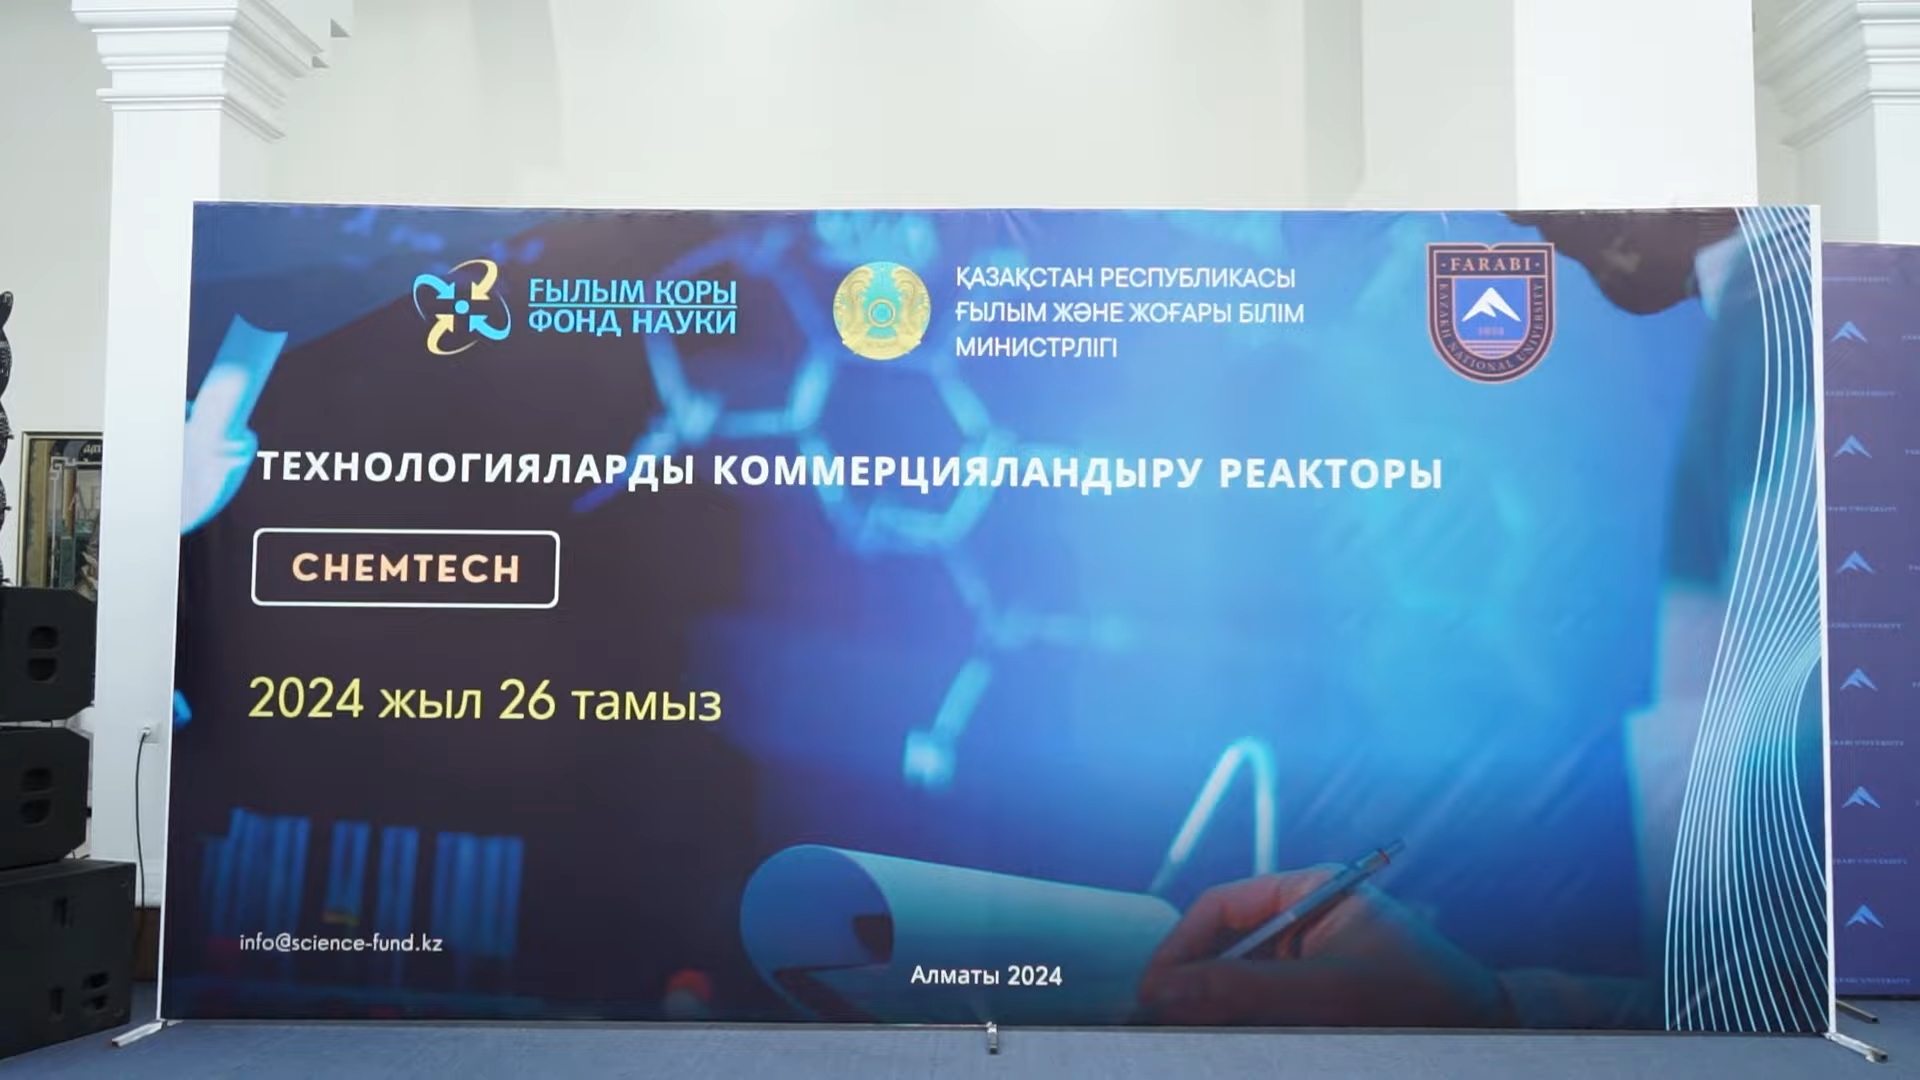 ҒЫЛЫМ ҚОРЫ
ФОНД НАУКИ
ҚАЗАҚСТАН РЕСПУБЛИКАСЫ
ҒЫЛЫМ ЖӘНЕ ЖОҒАРЫ БІЛІМ
МИНИСТРЛІГІ
FARABI
KAZAKH NATIONAL UNIVERSITY
ТЕХНОЛОГИЯЛАРДЫ КОММЕРЦИЯЛАНДЫРУ РЕАКТОРЫ
CHEMTECH
2024 жыл 26 тамыз
info@science-fund.kz
Алматы 2024